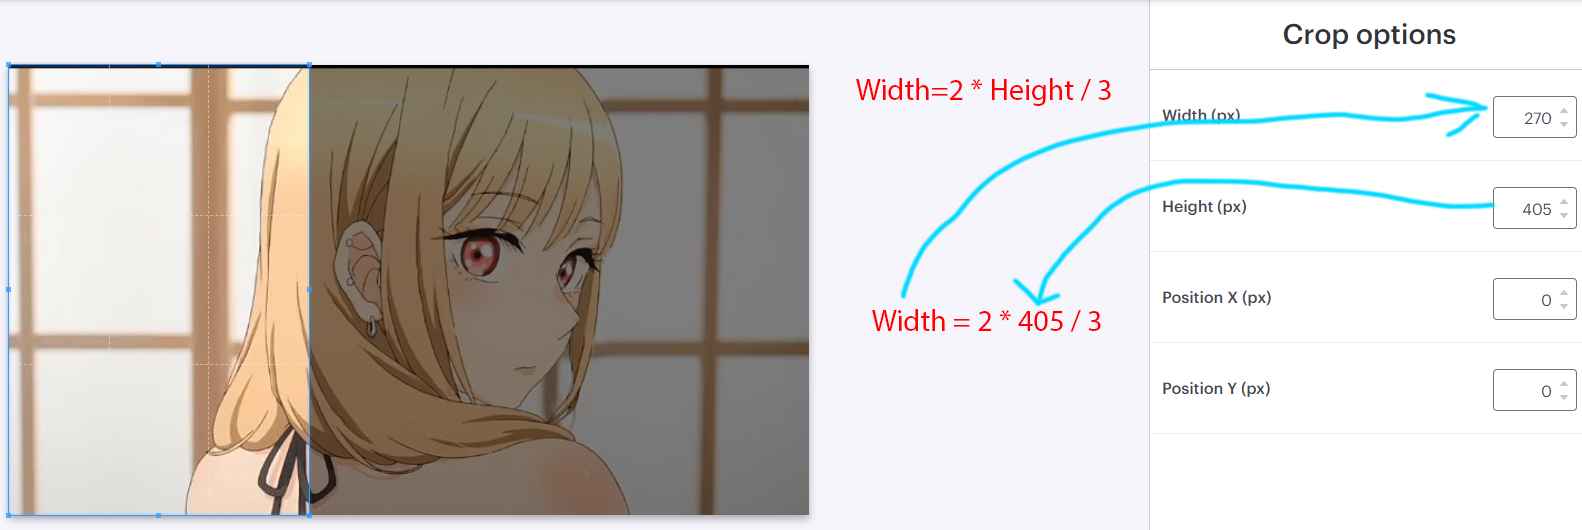 Crop options
Width=2 * Height / 3
Width (px)
270
Height (px)
405
Position X (px)
0
Width = 2 * 405 / 3
Position Y (px)
0